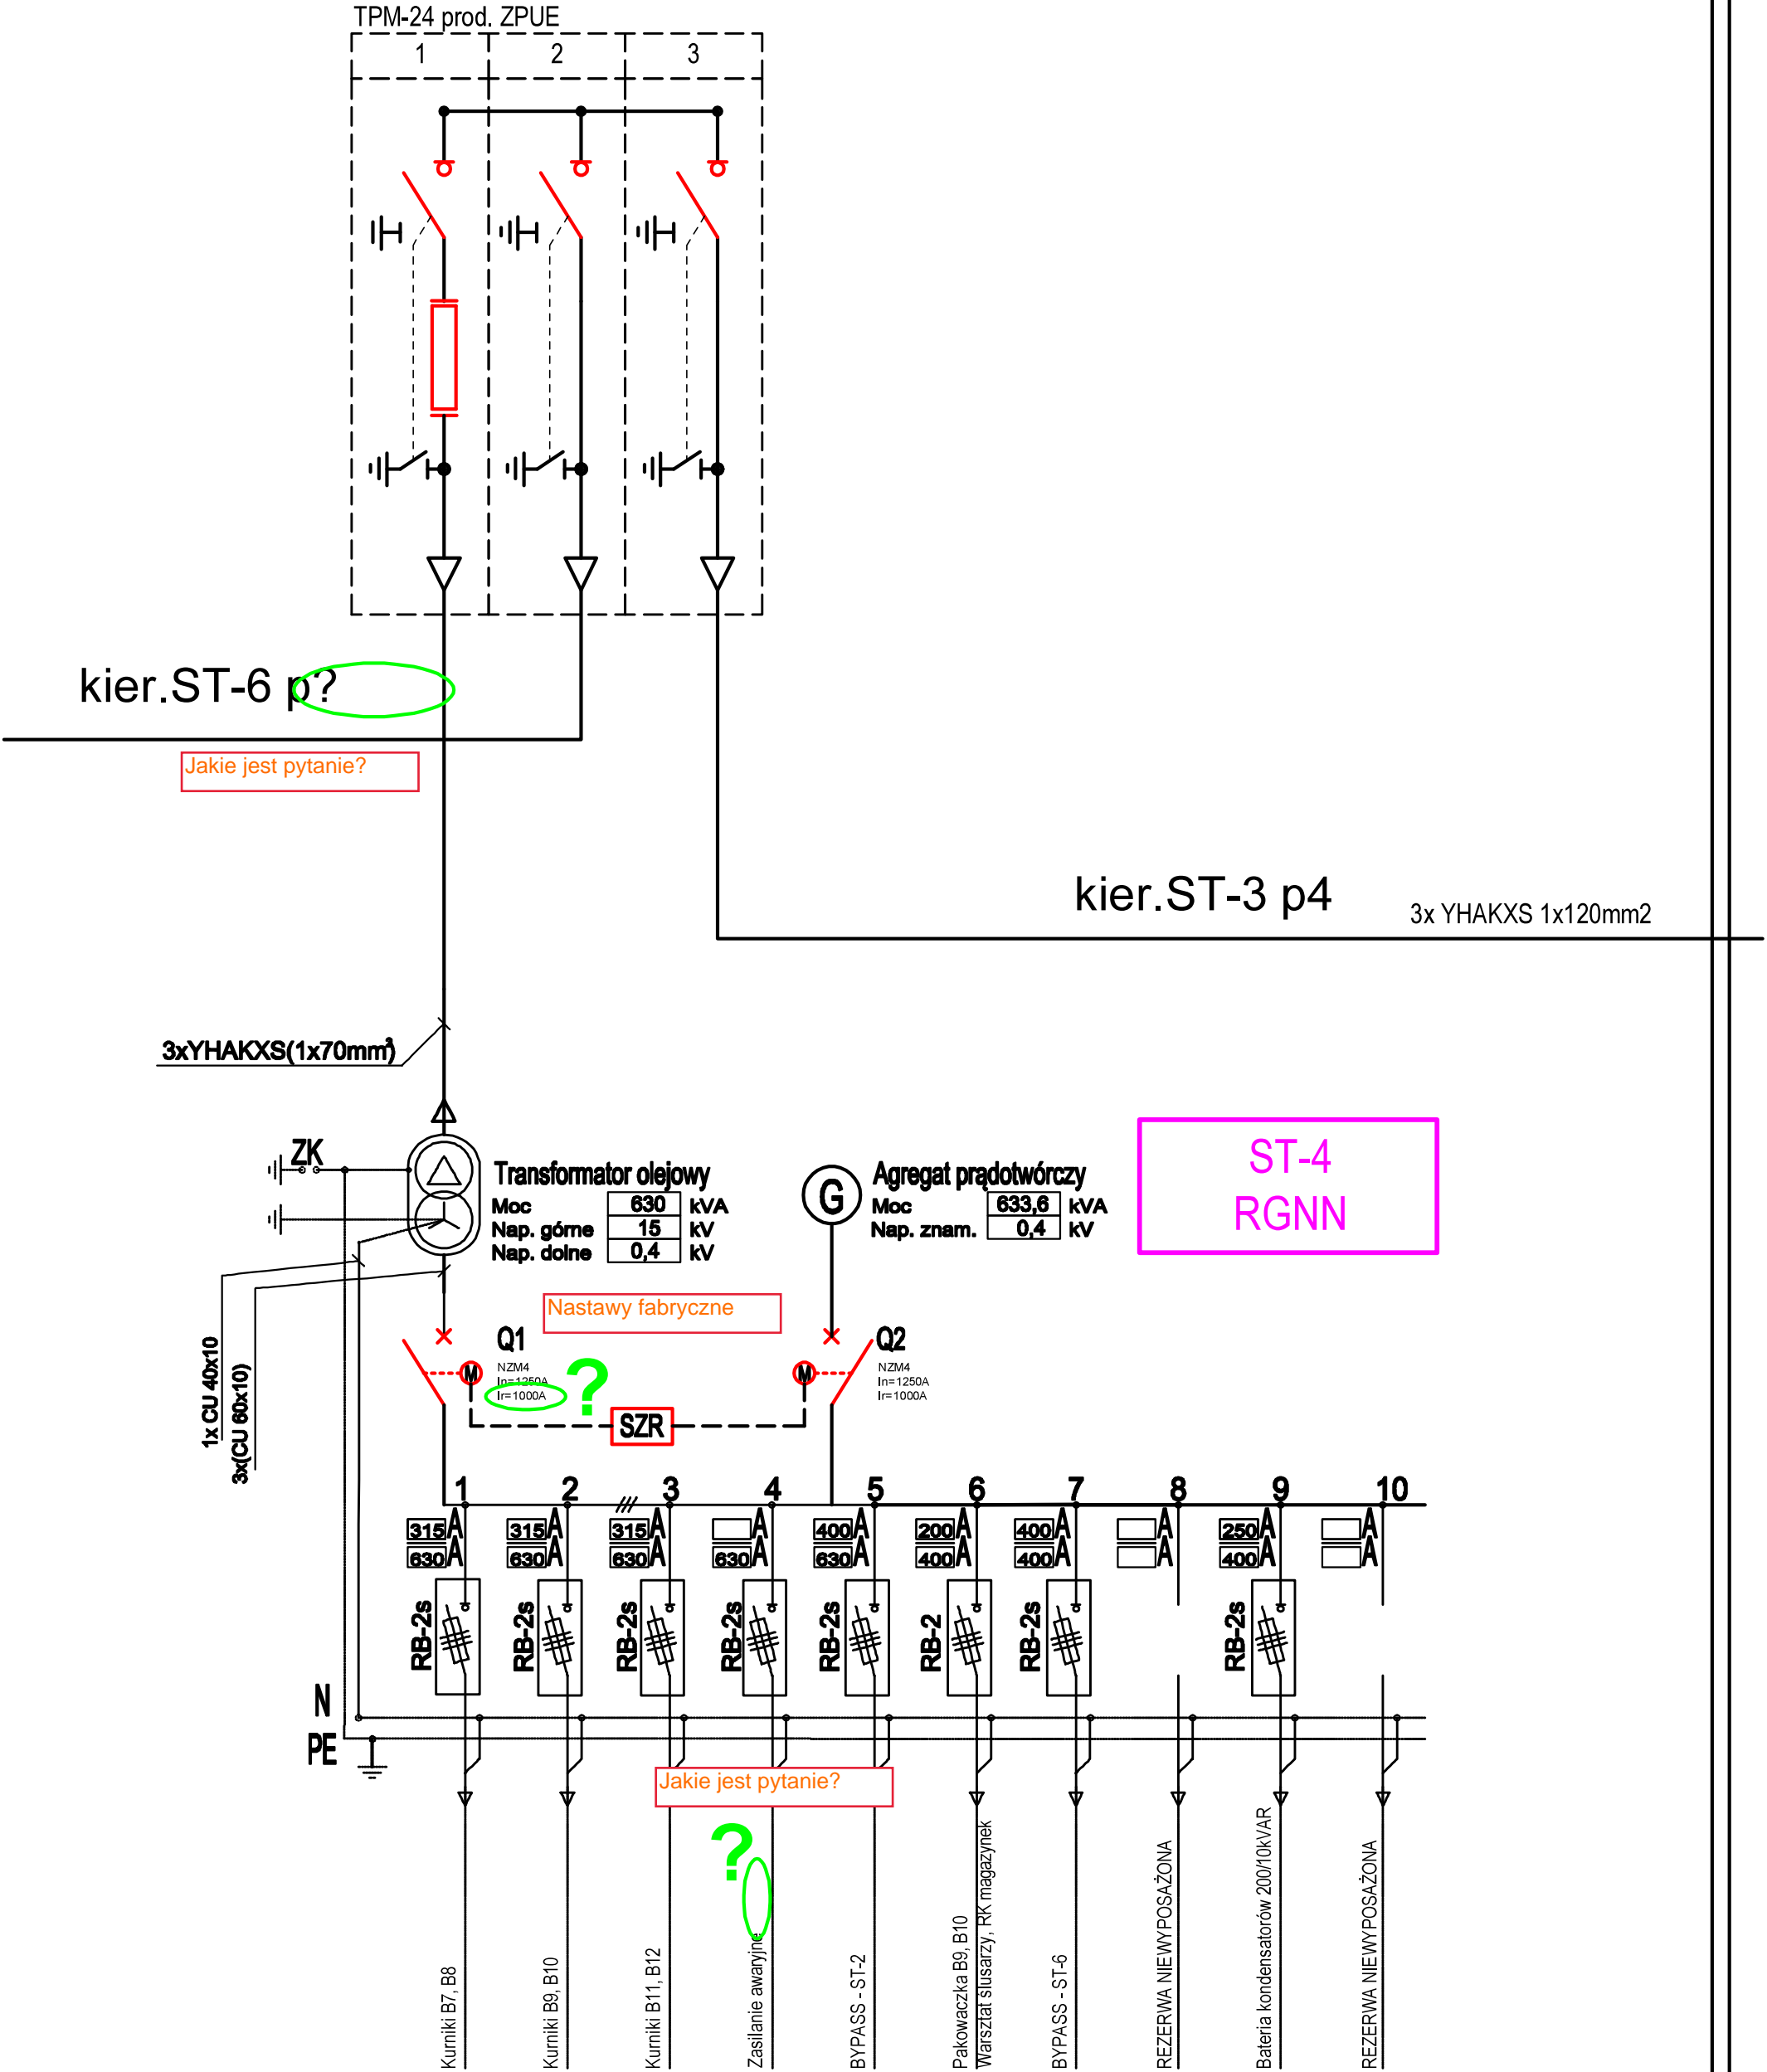 TPM-24 prod. ZPUE
1 2 3
kier.ST-6 p?
Jakie jest pytanie?
kier.ST-3 p4
3x YHAKXS 1x120mm2
3xYHAKXS(1x70mm²)
ZK
Transformator olejowy
Moc 630 kVA
Nap. górne 15 kV
Nap. dolne 0,4 kV
G
Agregat prądotwórczy
Moc 633,6 kVA
Nap. znam. 0,4 kV
ST-4
RGNN
1x CU 40x10
3x(CU 60x10)
Nastawy fabryczne
Q1
NZM4
In=1250A
Ir=1000A
?
M
M
Q2
NZM4
In=1250A
Ir=1000A
SZR
1 2 3 4 5 6 7 8 9 10
315 A 315 A 315 A A 400 A 200 A 400 A A 250 A A
630 A 630 A 630 A 630 A 630 A 400 A 400 A A 400 A A
RB-2s RB-2s RB-2s RB-2s RB-2s RB-2 RB-2s RB-2s
N
PE
Jakie jest pytanie?
?
Kurniki B7, B8
Kurniki B9, B10
Kurniki B11, B12
Zasilanie awaryjne
BYPASS - ST-2
Pakowaczka B9, B10
Warsztat ślusarzy, RK magazynek
BYPASS - ST-6
REZERWA NIEWYPOSAŻONA
Bateria kondensatorów 200/10kVAR
REZERWA NIEWYPOSAŻONA